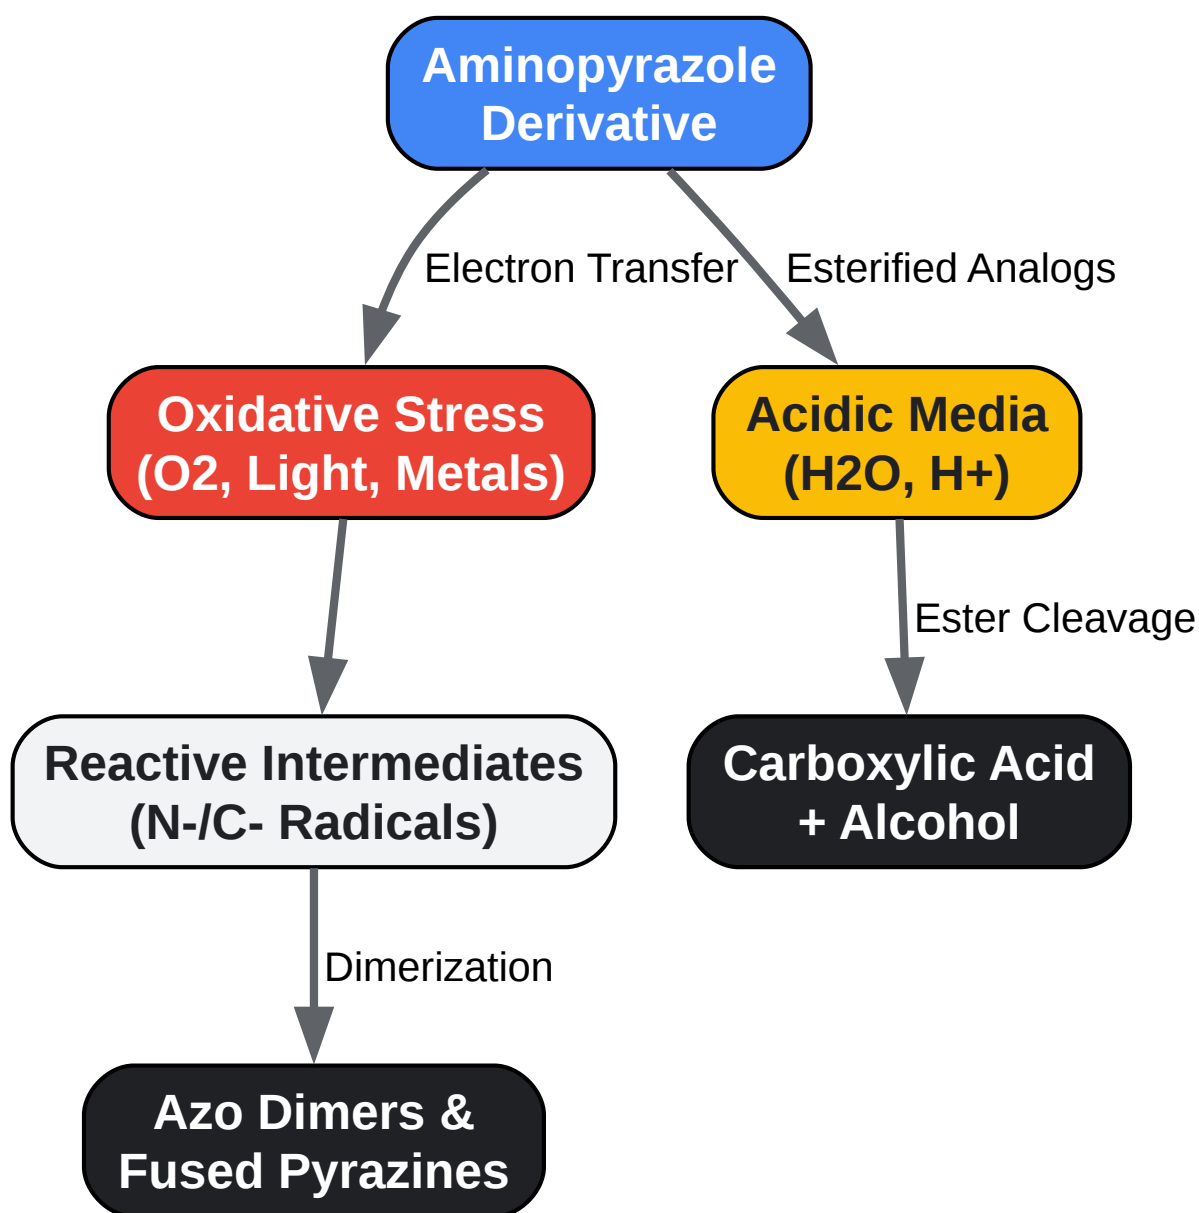 Aminopyrazole
Derivative
Electron Transfer
Esterified Analogs
Oxidative Stress
(O2, Light, Metals)
Acidic Media
(H2O, H+)
Ester Cleavage
Reactive Intermediates
(N-/C- Radicals)
Carboxylic Acid
+ Alcohol
Dimerization
Azo Dimers &
Fused Pyrazines